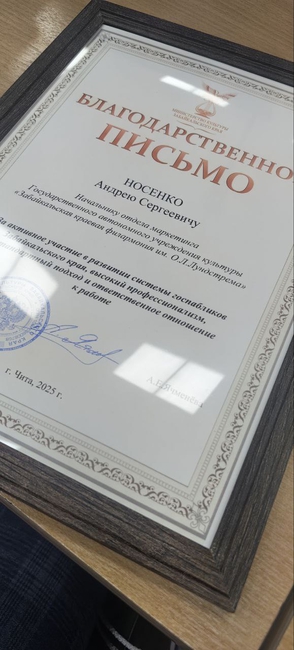 БЛАГОДАРСТВЕННО
ПИСЬМО
НОСЕНКО
Андрею Сергеевичу
Начальнику отдела маркетинга
Государственного автономного учреждения культуры
«Забайкальская краевая филармония им. О.Л.Лундстрема»
За активное участие в развитии системы госпабликов
Забайкальского края, высокий профессионализм,
подход и ответственное отношение
к работе
г. Чита, 2025 г.